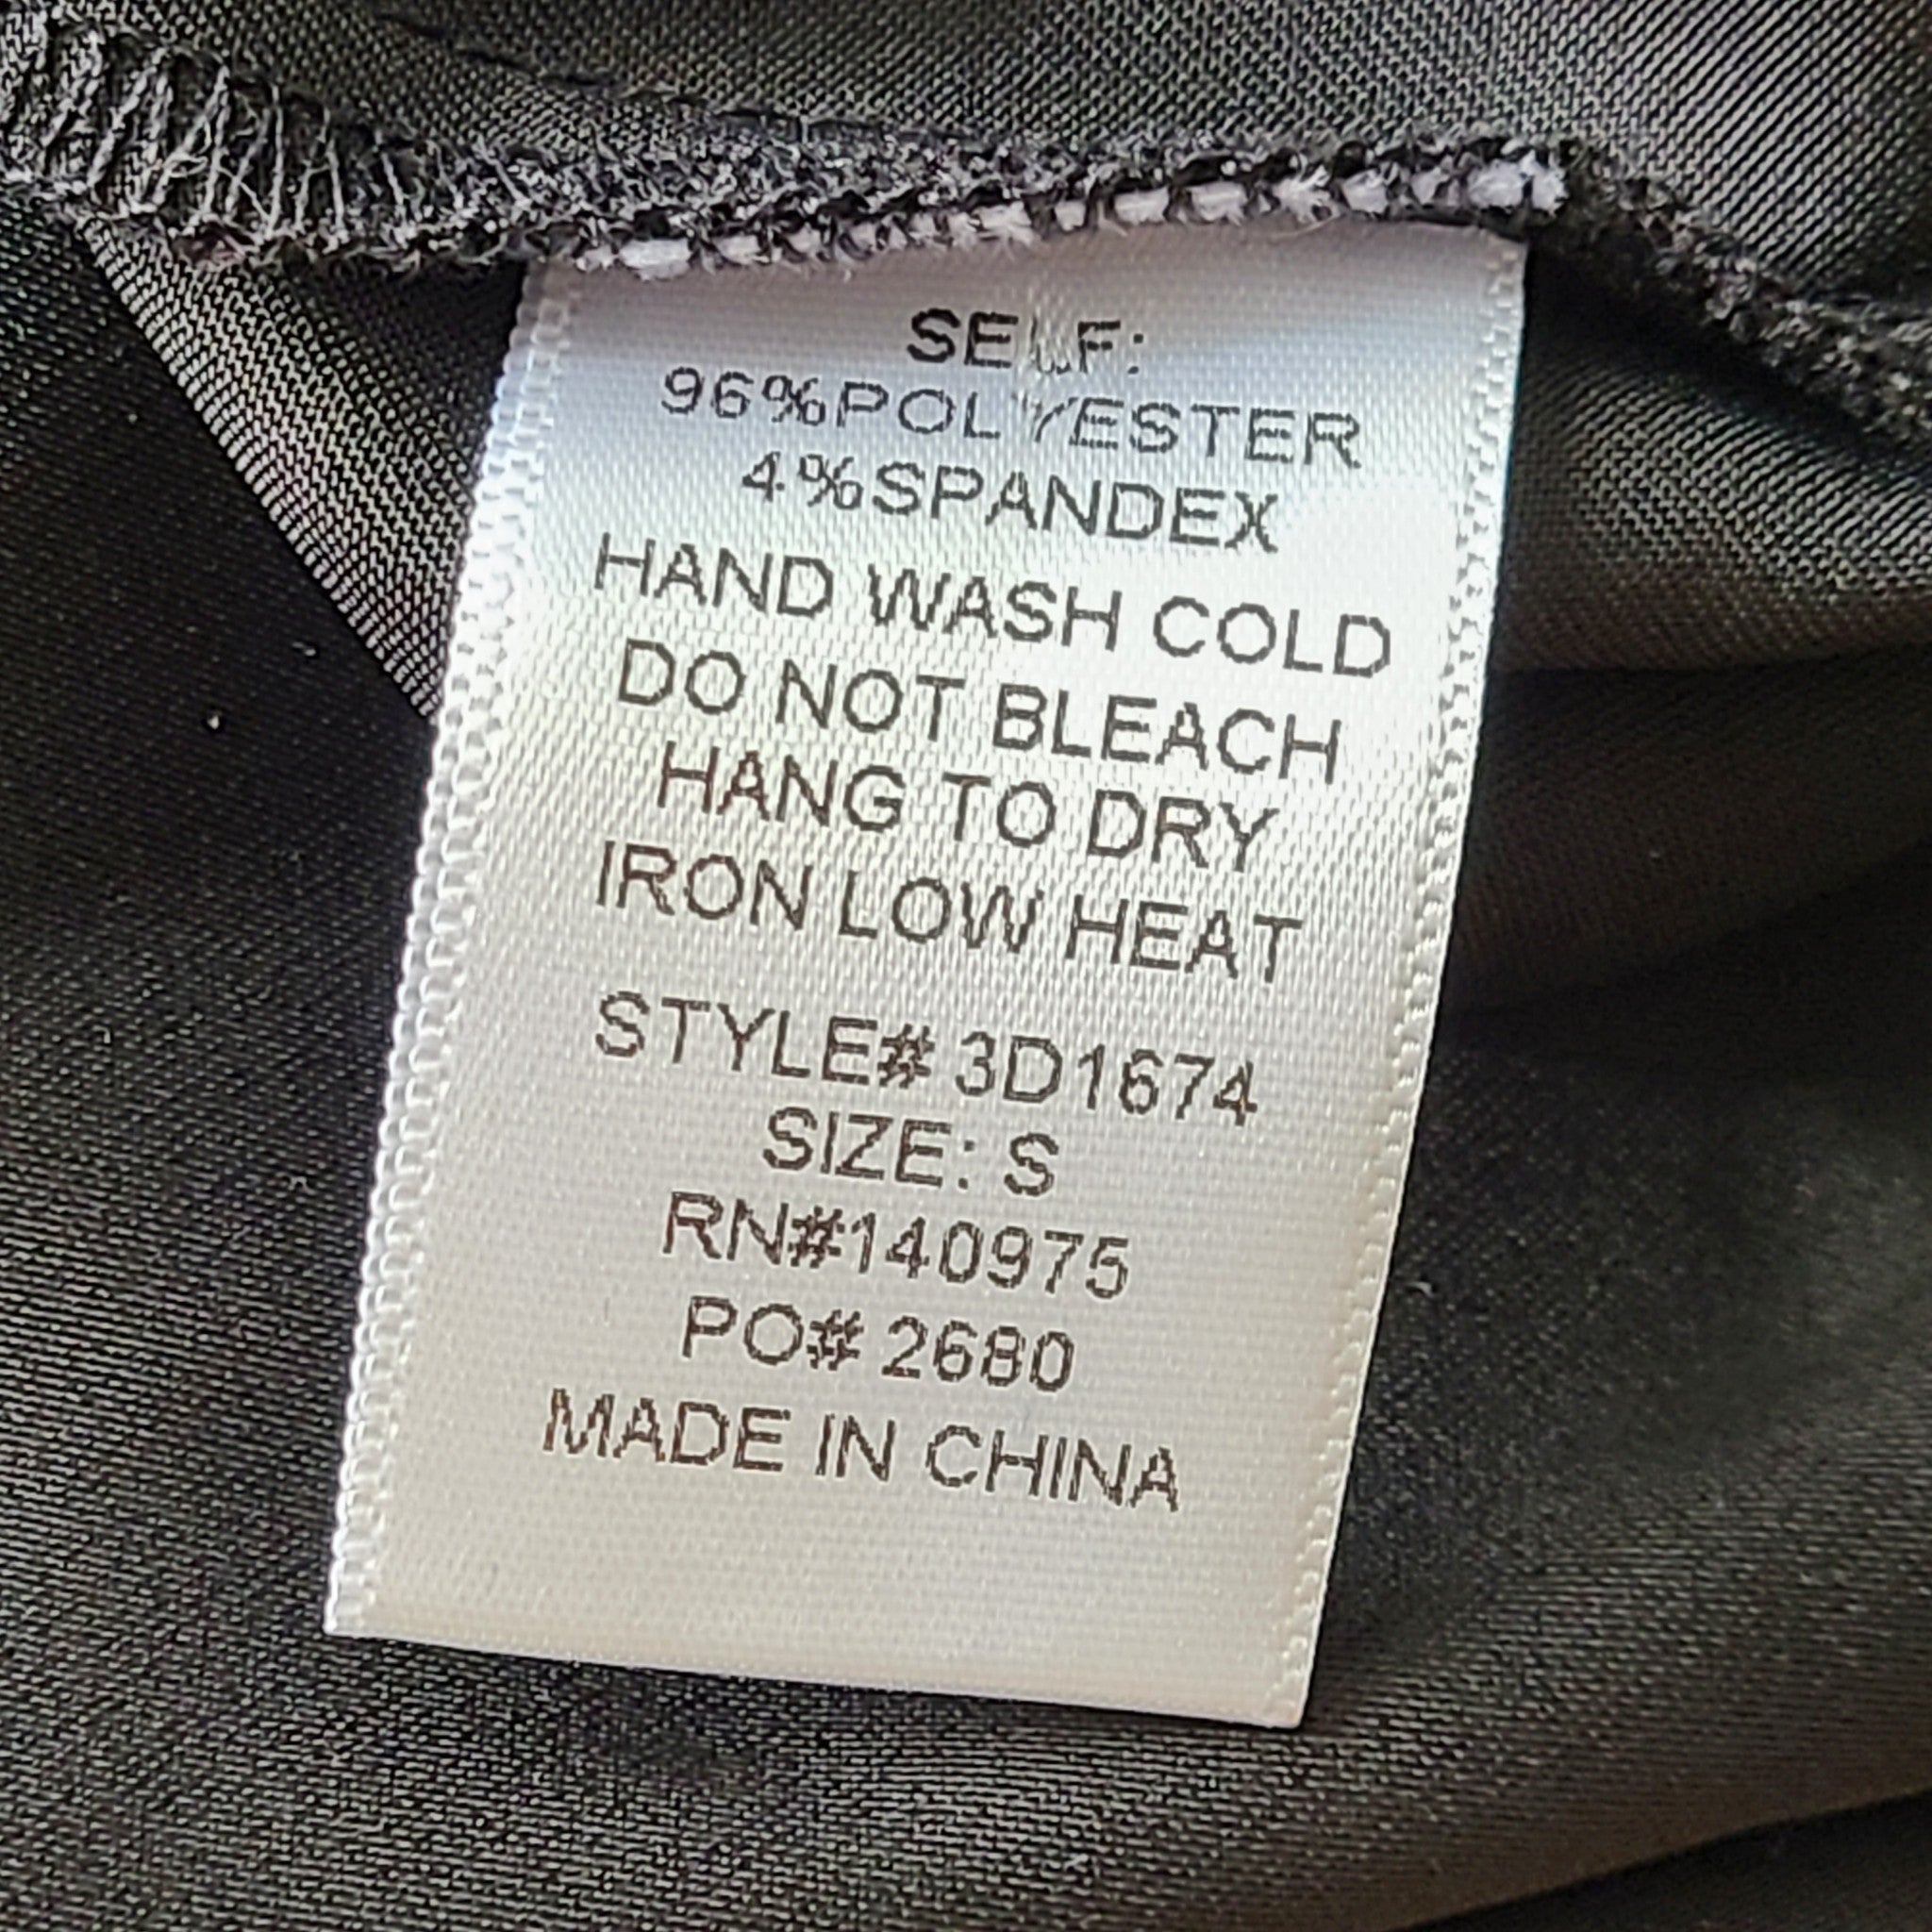 SELF:
96%POLYESTER
4%SPANDEX
HAND WASH COLD
DO NOT BLEACH
HANG TO DRY
IRON LOW HEAT
STYLE# 3D1674
SIZE: S
RN#140975
PO# 2680
MADE IN CHINA